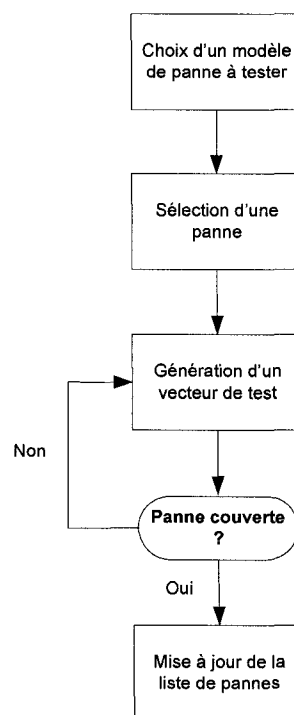 Choix d'un modèle
de panne à tester
Sélection d'une
panne
Génération d'un
vecteur de test
Non
Panne couverte
?
Oui
Mise à jour de la
liste de pannes